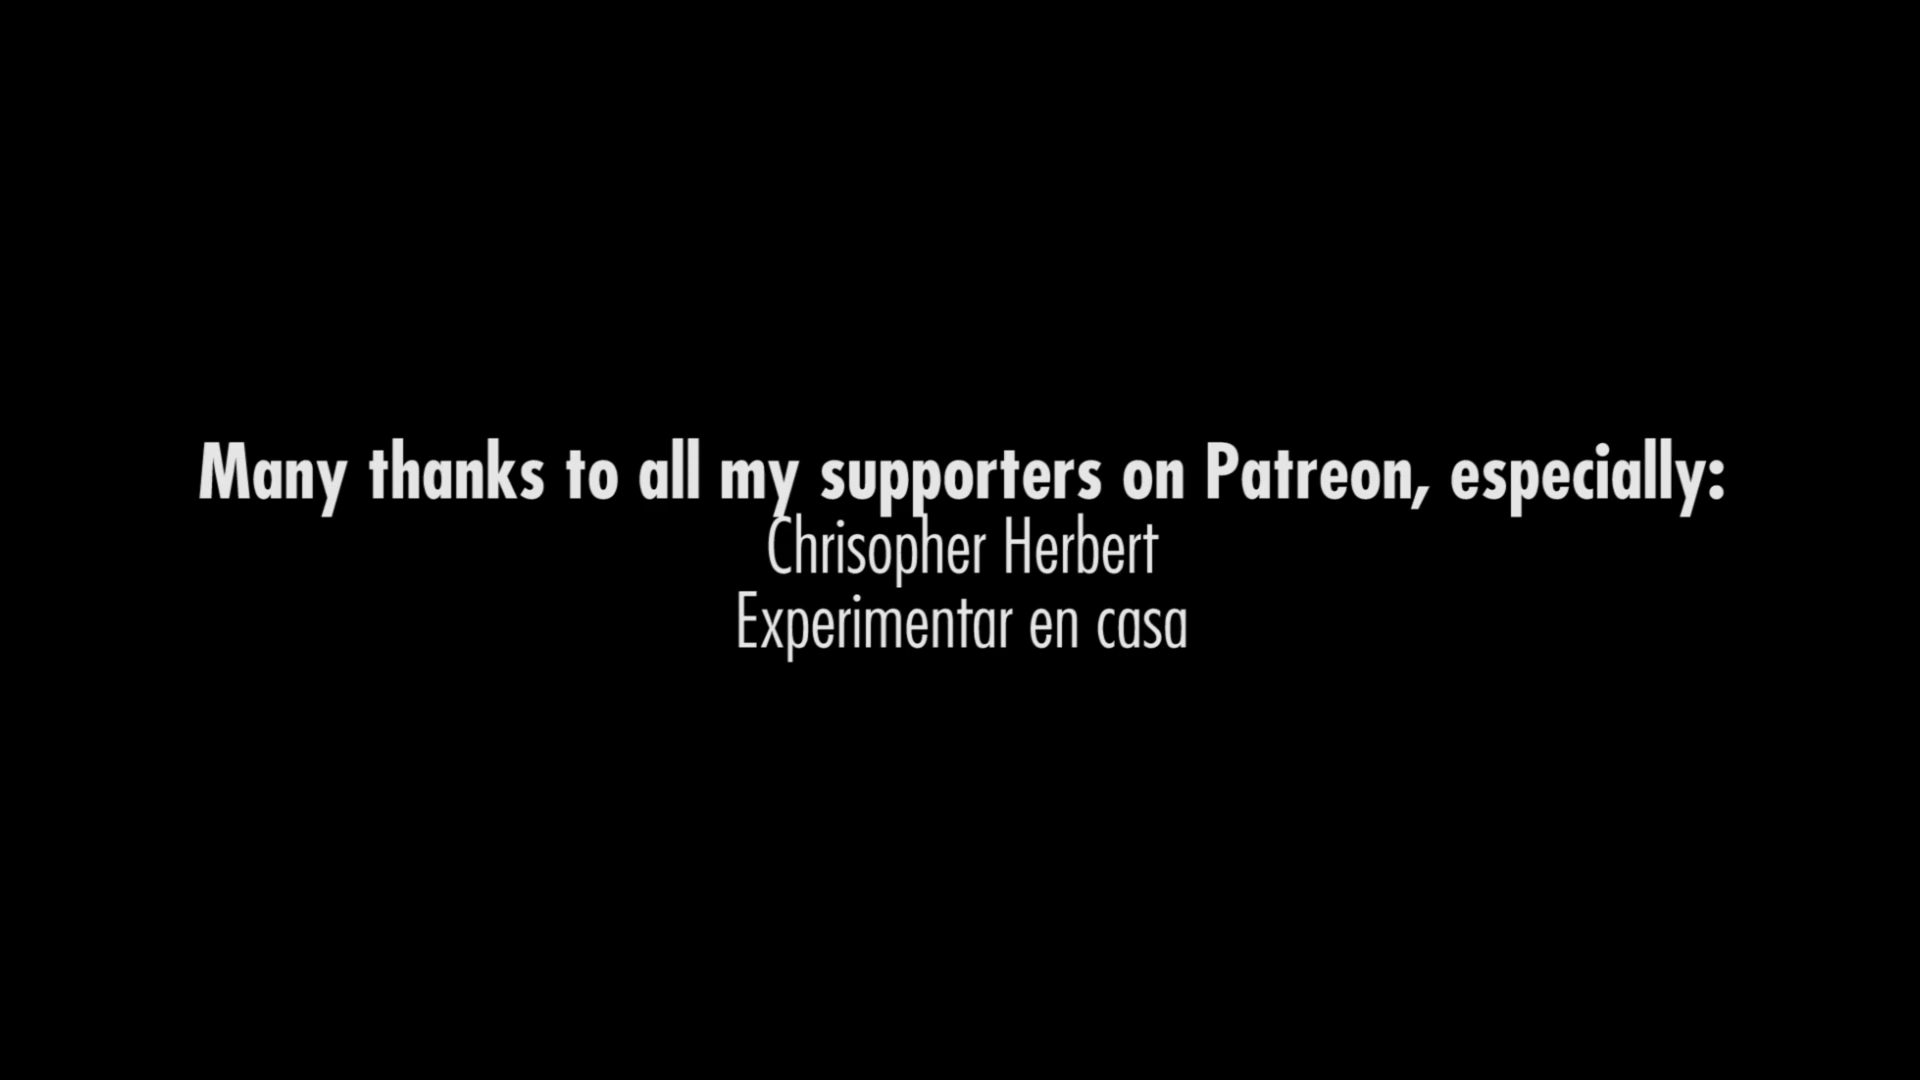 Many thanks to all my supporters on Patreon, especially:
Chrisopher Herbert
Experimentar en casa